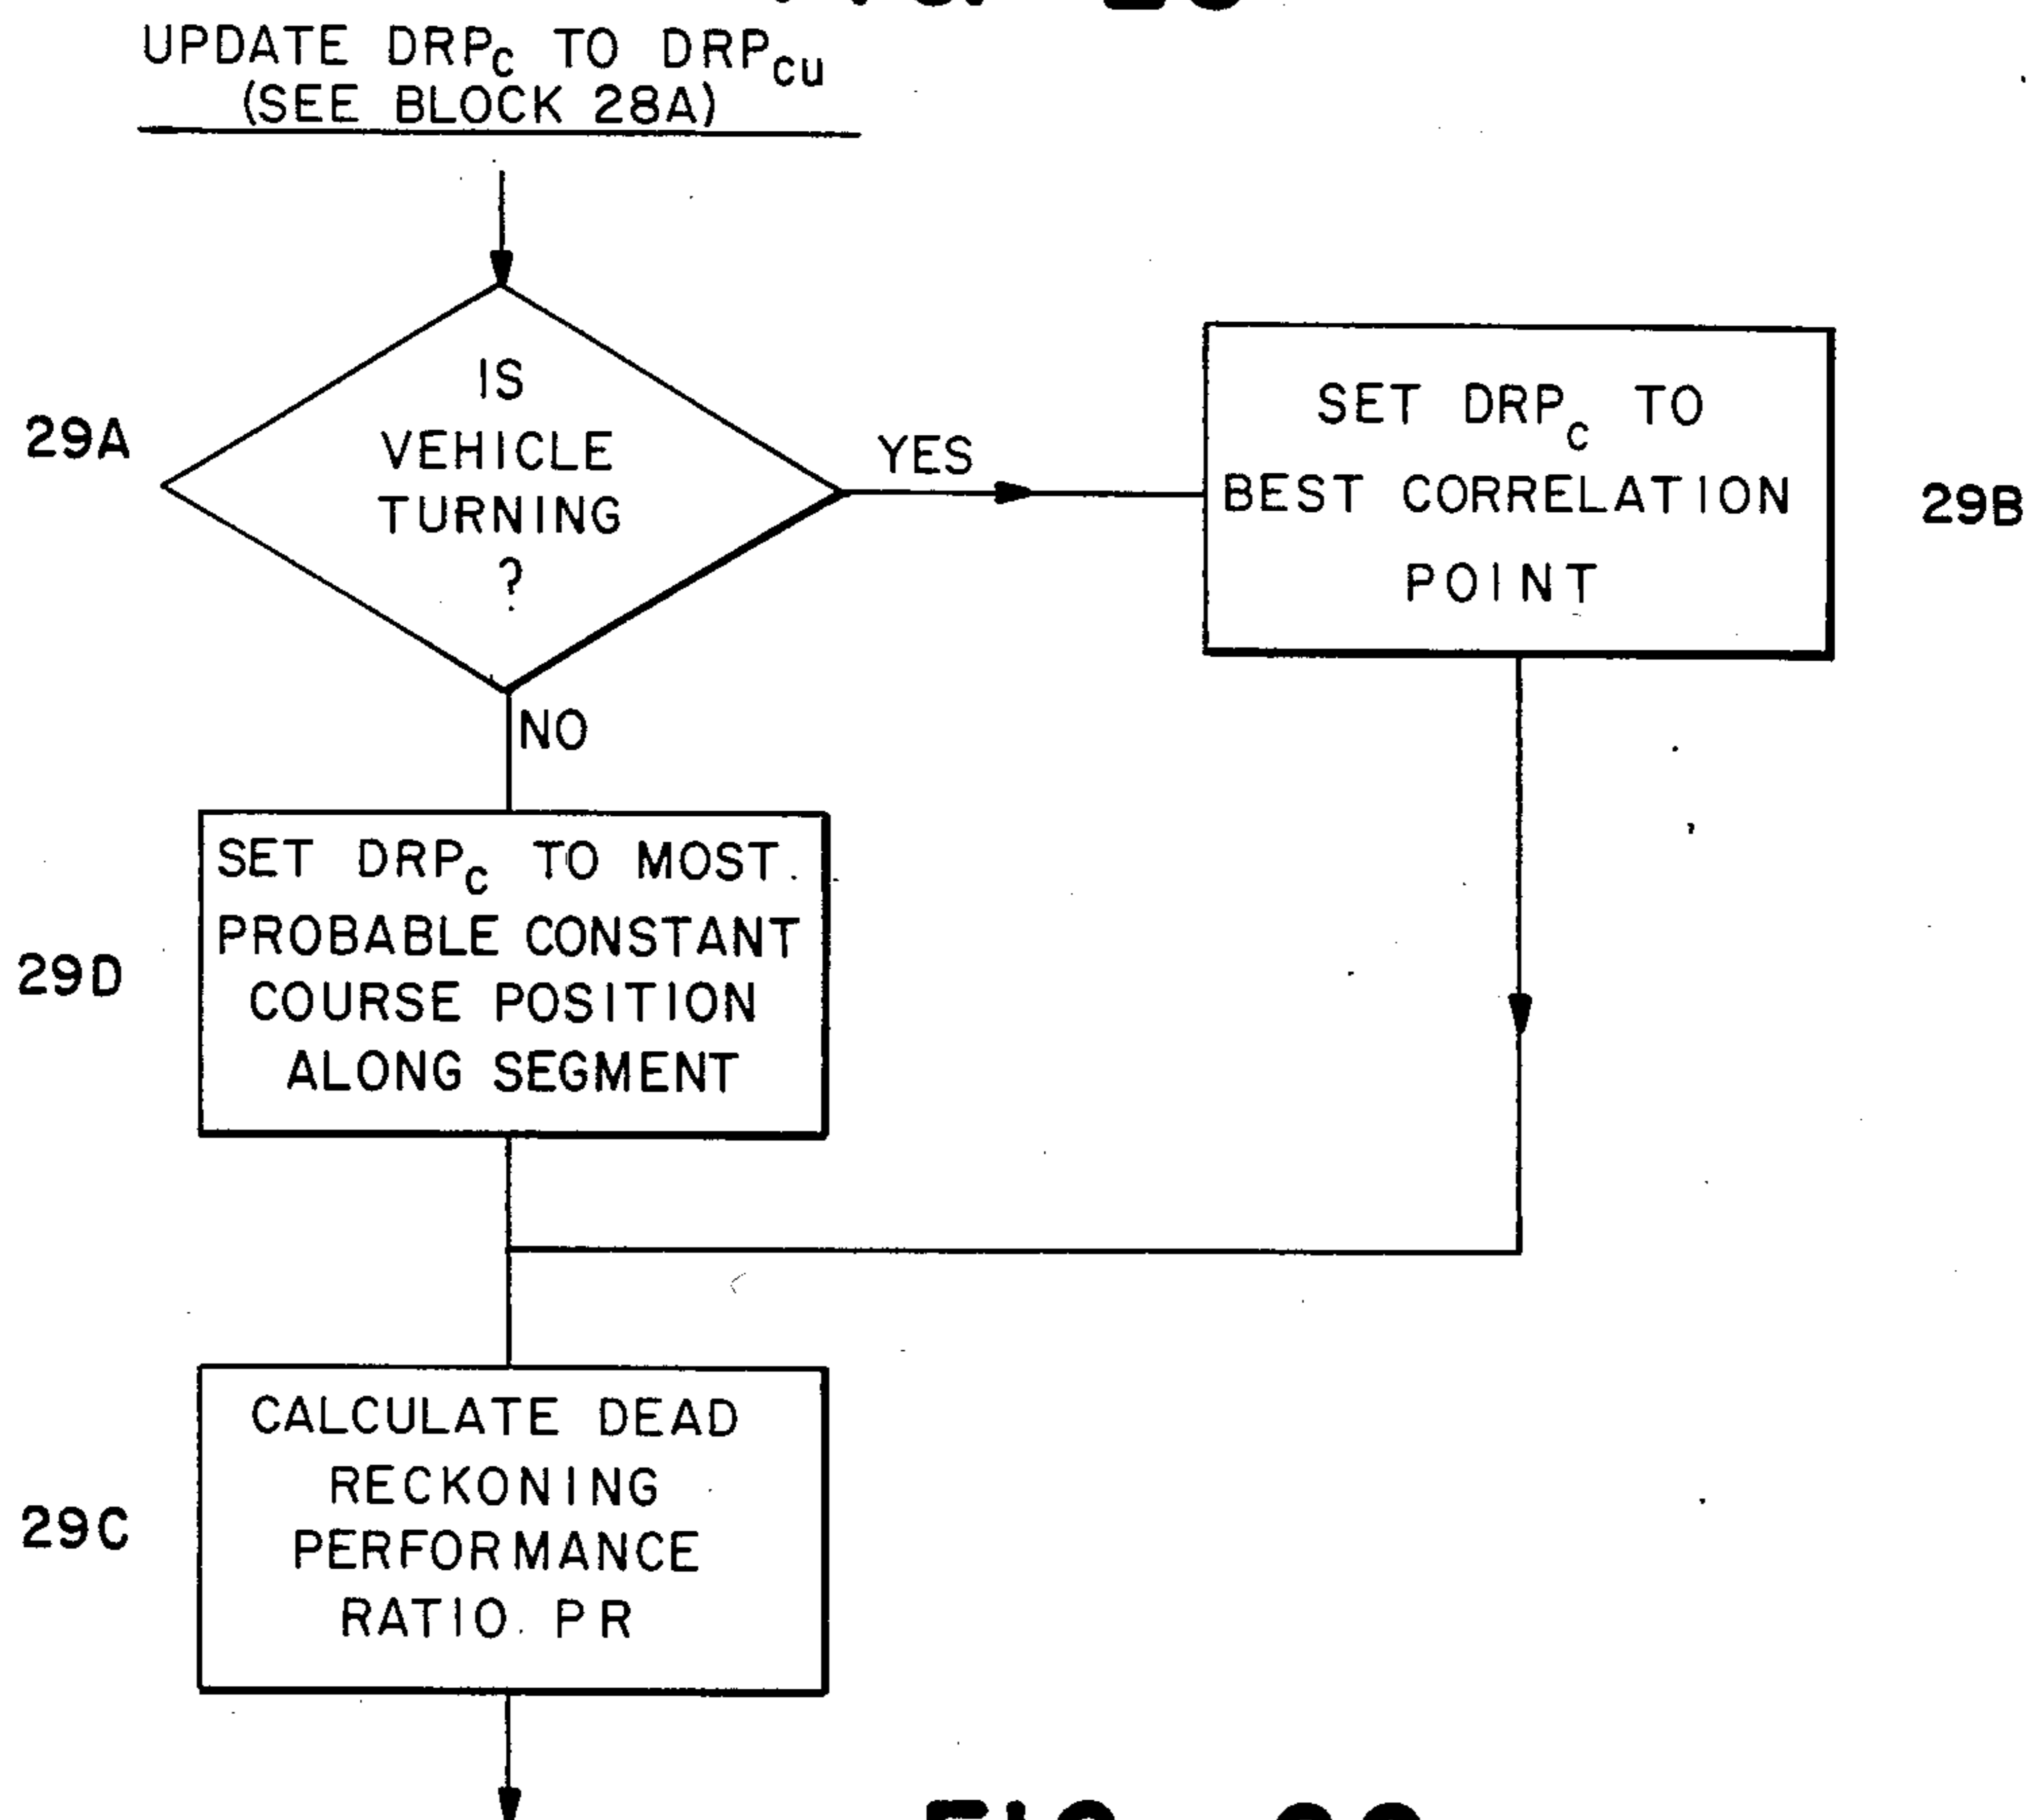 UPDATE DRPc TO DRPcu
(SEE BLOCK 28A)
29A
IS
VEHICLE
TURNING
?
YES
SET DRPc TO
BEST CORRELATION
POINT
29B
NO
29D
SET DRPc TO MOST
PROBABLE CONSTANT
COURSE POSITION
ALONG SEGMENT
29C
CALCULATE DEAD
RECKONING
PERFORMANCE
RATIO PR